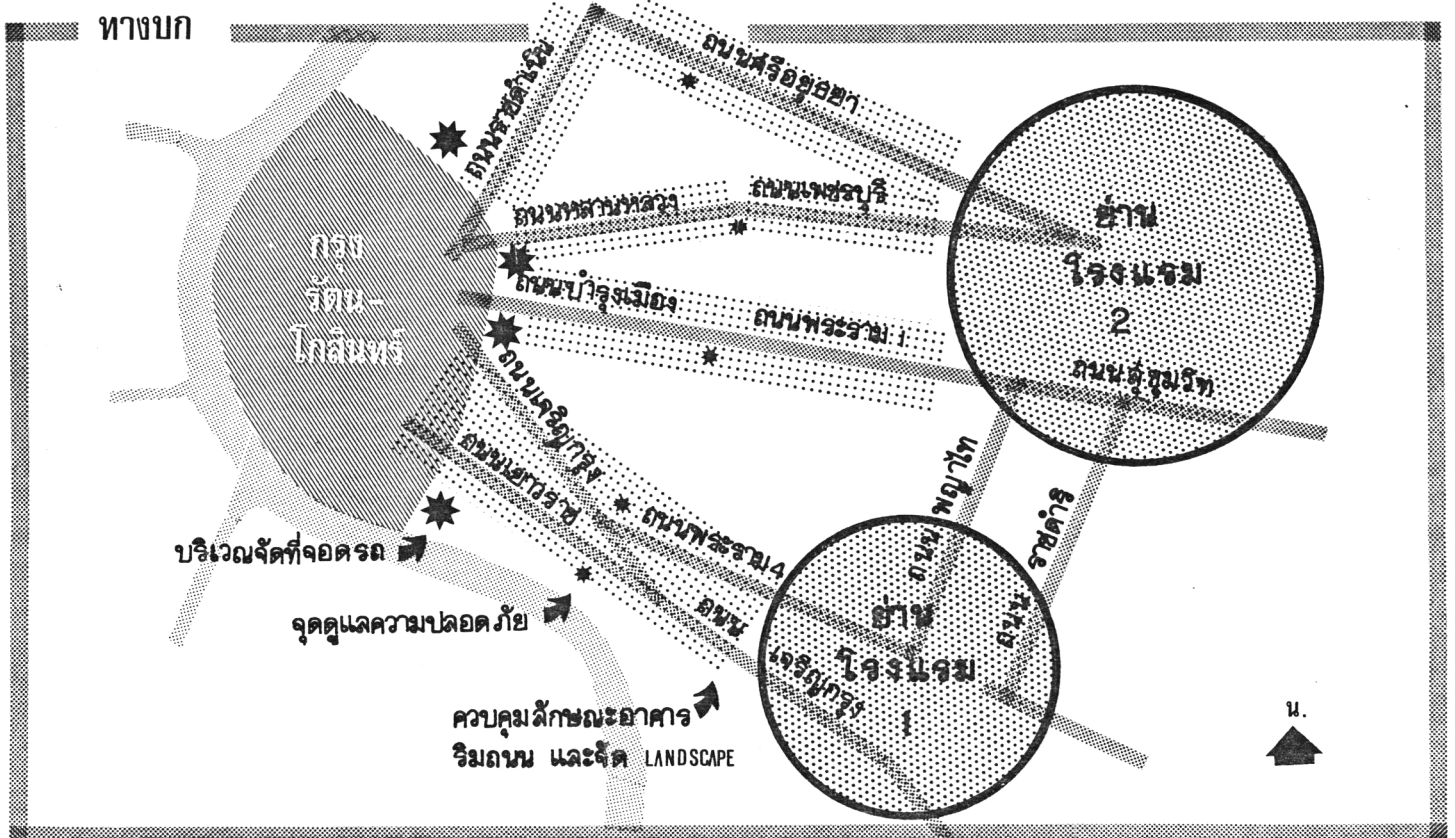 ทางบก
ถนนราชดำเนิน
ถนนศรีอยุธยา
ถนนหลานหลวง
ถนนเพชรบุรี
ย่าน
โรงแรม
2
กรุง
รัตน-
โกสินทร์
ถนนบำรุงเมือง
ถนนพระราม 1
ถนนสุขุมวิท
ถนนเจริญกรุง
ถนนเยาวราช
ถนนพระราม 4
ถนนพญาไท
ถนนราชดำริ
บริเวณจัดที่จอดรถ
จุดดูแลความปลอดภัย
ถนนเจริญกรุง
ย่าน
โรงแรม
1
ควบคุมลักษณะอาคาร
ริมถนน และจัด LANDSCAPE
น.